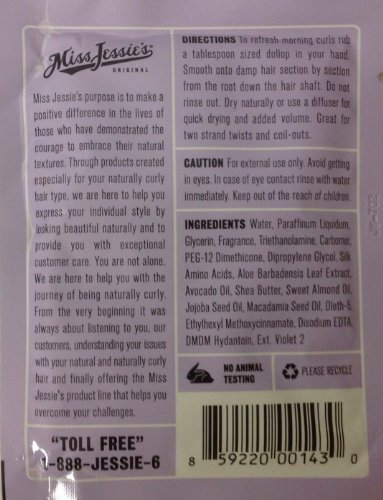 Miss Jessie's
ORIGINAL
Miss Jessie's purpose is to make a
positive difference in the lives of
those who have demonstrated the
courage to embrace their natural
textures. Through products created
especially for your naturally curly
hair type, we are here to help you
express your individual style by
looking beautiful naturally and to
provide you with exceptional
customer care. You are not alone.
We are here to help you with the
journey of being naturally curly.
From the very beginning it was
always about listening to you, our
customers, understanding your issues
with your natural and naturally curly
hair and finally offering the Miss
Jessie's product line that helps you
overcome your challenges.
"TOLL FREE"
1-888-JESSIE-6
DIRECTIONS To refresh morning curls rub
a tablespoon sized dollop in your hand.
Smooth onto damp hair section by section
from the root down the hair shaft. Do not
rinse out. Dry naturally or use a diffuser for
quick drying and added volume. Great for
two strand twists and coil-outs.
CAUTION For external use only. Avoid getting
in eyes. In case of eye contact rinse with water
immediately. Keep out of the reach of children.
INGREDIENTS Water, Paraffinum Liquidum,
Glycerin, Fragrance, Triethanolamine, Carbomer,
PEG-12 Dimethicone, Dipropylene Glycol, Silk
Amino Acids, Aloe Barbadensis Leaf Extract,
Avocado Oil, Shea Butter, Sweet Almond Oil,
Jojoba Seed Oil, Macadamia Seed Oil, Oleth-5,
Ethylhexyl Methoxycinnamate, Disodium EDTA,
DMDM Hydantoin, Ext. Violet 2
NO ANIMAL
TESTING
PLEASE RECYCLE
8 59220 00143 0